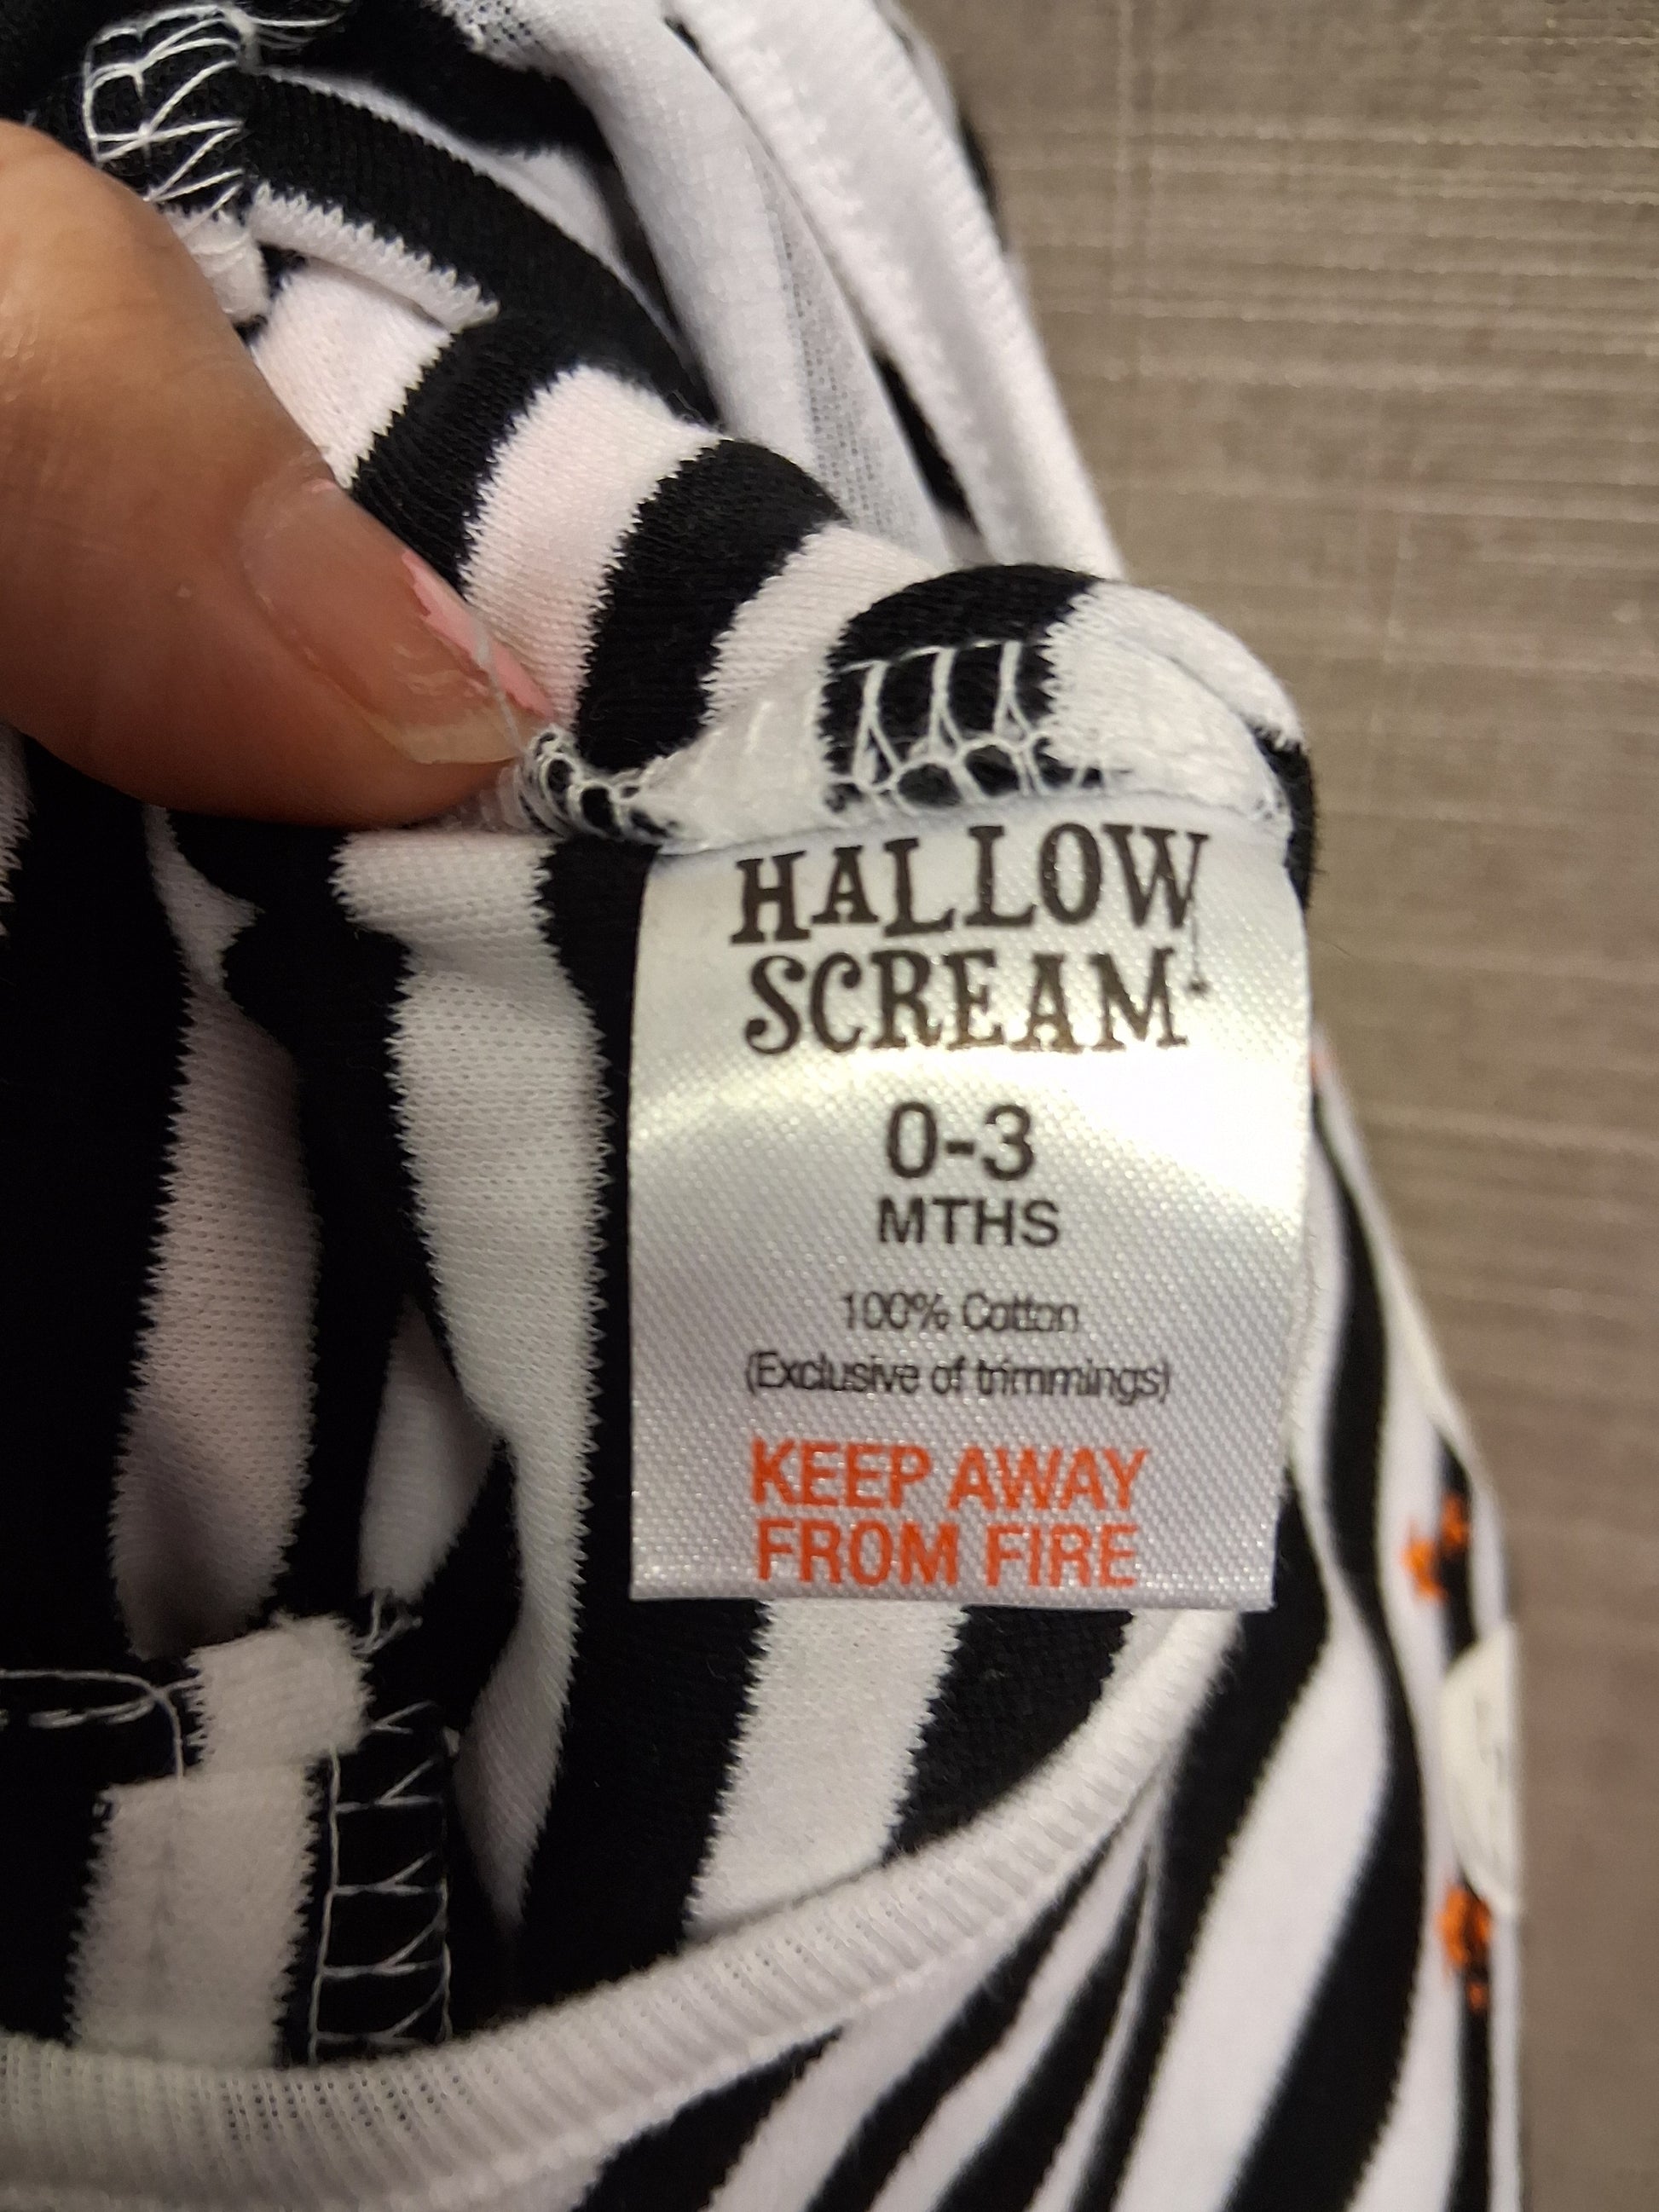 HALLOW
SCREAM
0-3
MTHS
100% Cotton
(Exclusive of trimmings)
KEEP AWAY
FROM FIRE